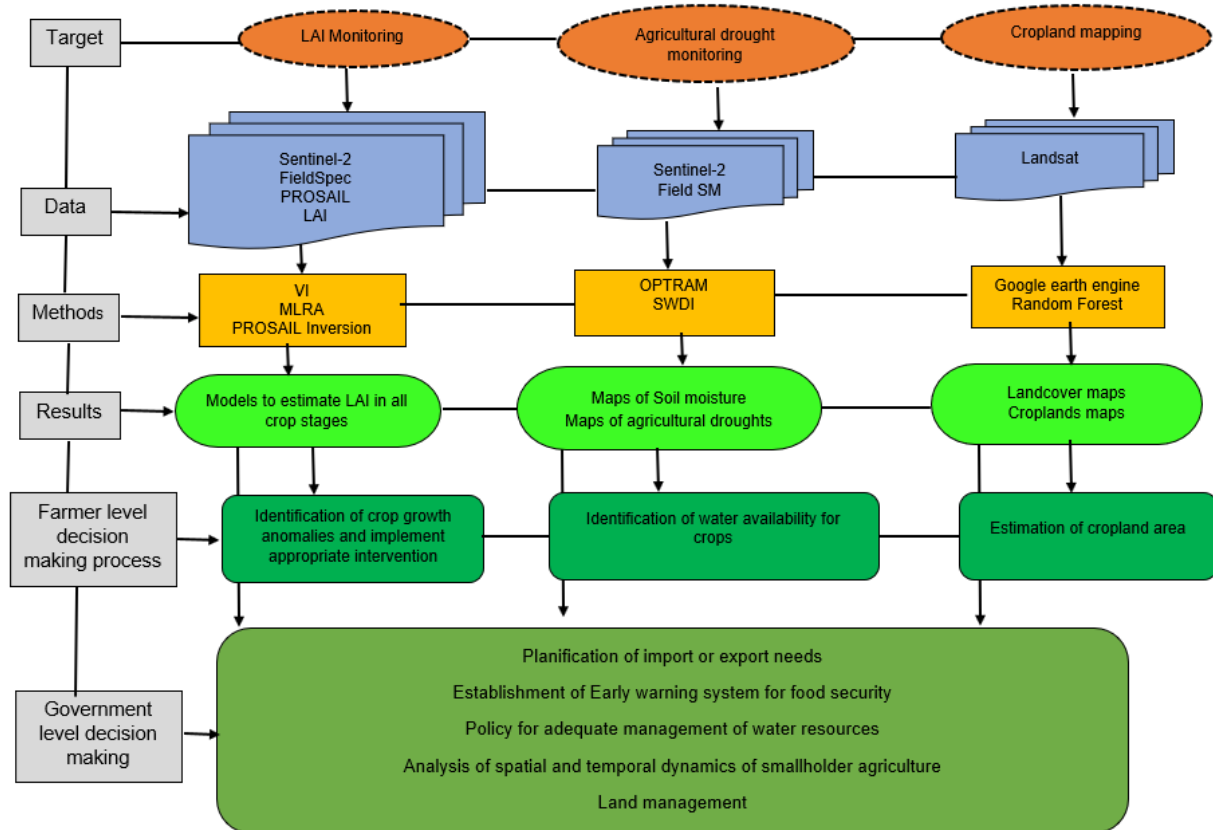 Target
LAI Monitoring
Agricultural drought
monitoring
Cropland mapping
Data
Sentinel-2
FieldSpec
PROSAIL
LAI
Sentinel-2
Field SM
Landsat
Methods
VI
MLRA
PROSAIL Inversion
OPTRAM
SWDI
Google earth engine
Random Forest
Results
Models to estimate LAI in all
crop stages
Maps of Soil moisture
Maps of agricultural droughts
Landcover maps
Croplands maps
Farmer level
decision
making process
Identification of crop growth
anomalies and implement
appropriate intervention
Identification of water availability for
crops
Estimation of cropland area
Government
level decision
making
Planification of import or export needs
Establishment of Early warning system for food security
Policy for adequate management of water resources
Analysis of spatial and temporal dynamics of smallholder agriculture
Land management